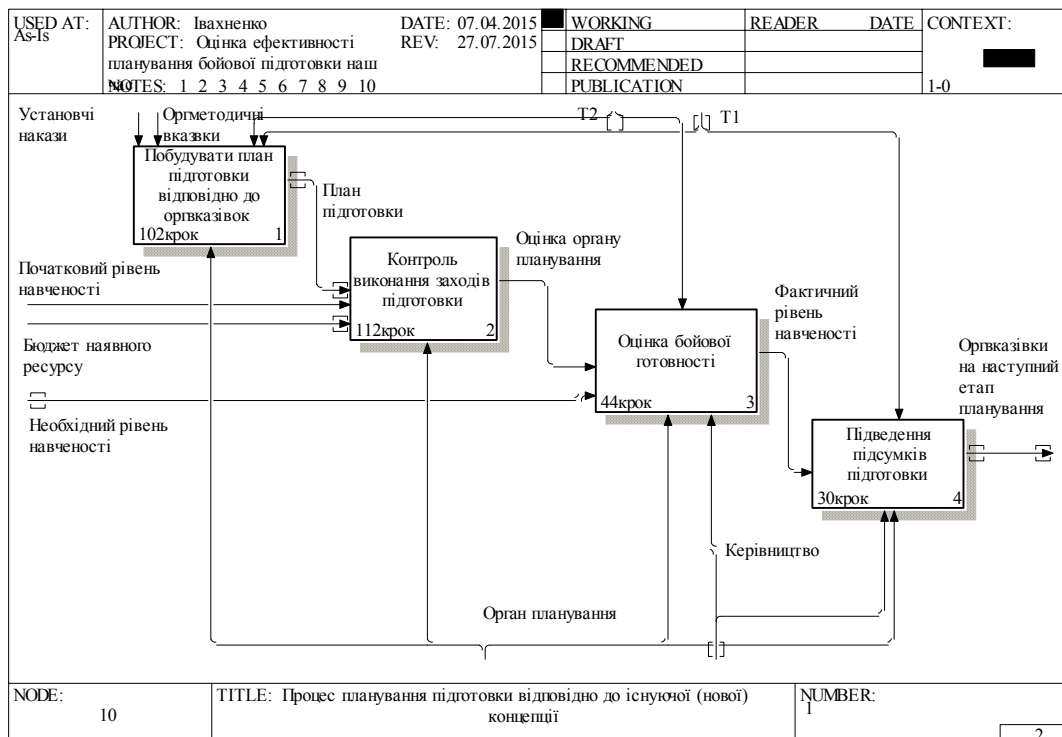 USED AT:
As-Is
AUTHOR: Івахненко
DATE: 07.04.2015
PROJECT: Оцінка ефективності
REV: 27.07.2015
планування бойової підготовки наш
NOTES: 1 2 3 4 5 6 7 8 9 10
WORKING
DRAFT
RECOMMENDED
PUBLICATION
READER
DATE
CONTEXT:
1-0
Установчі
накази
Оргметодичні
вказвки
T2
T1
Побудувати план
підготовки
відповідно до
оргвказівок
102крок
1
План
підготовки
Початковий рівень
навченості
Контроль
виконання заходів
підготовки
112крок
2
Оцінка органу
планування
Бюджет наявного
ресурсу
Оцінка бойової
готовності
44крок
3
Фактичний
рівень
навченості
Необхідний рівень
навченості
Підведення
підсумків
підготовки
30крок
4
Оргвказівки
на наступний
етап
планування
Керівництво
Орган планування
NODE:
10
TITLE: Процес планування підготовки відповідно до існуючої (нової)
концепції
NUMBER:
1
2